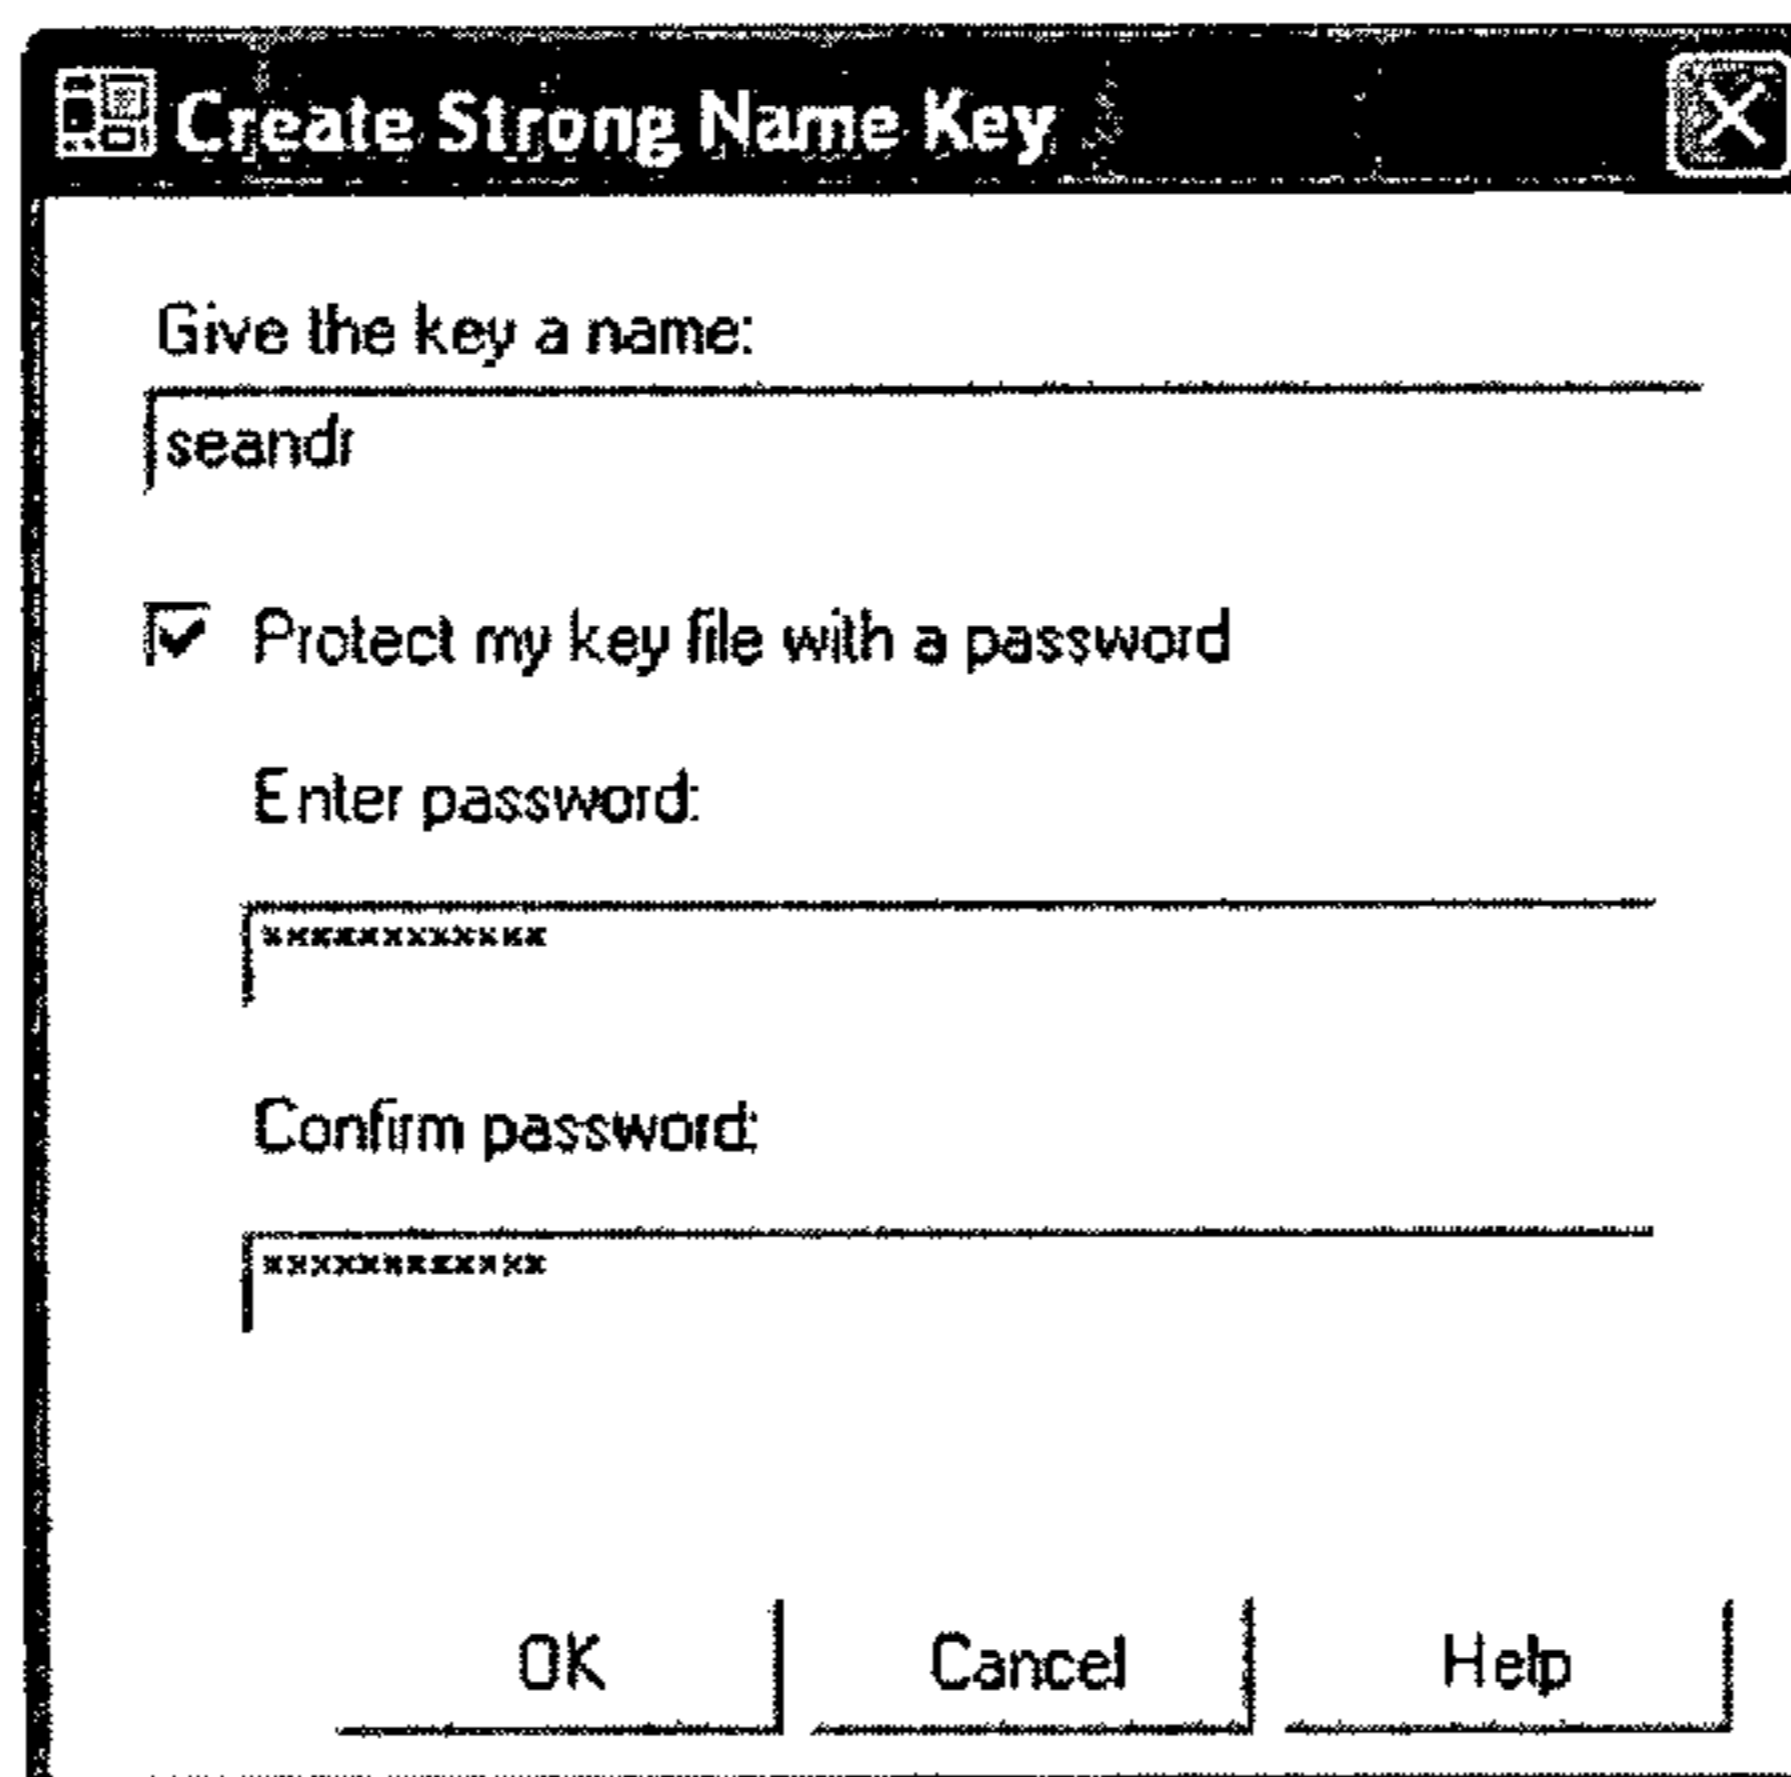 Create Strong Name Key
Give the key a name:
seandr
Protect my key file with a password
Enter password:
************
Confirm password:
************
OK
Cancel
Help